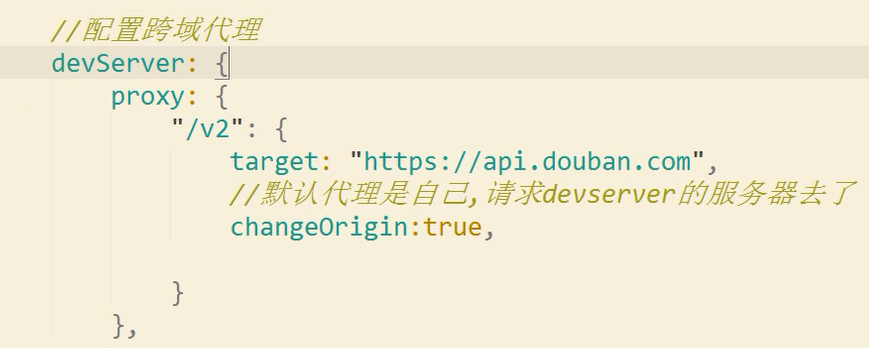 //配置跨域代理
devServer: {
proxy: {
"/v2": {
target: "https://api.douban.com",
//默认代理是自己,请求devserver的服务器去了
changeOrigin:true,
}
},